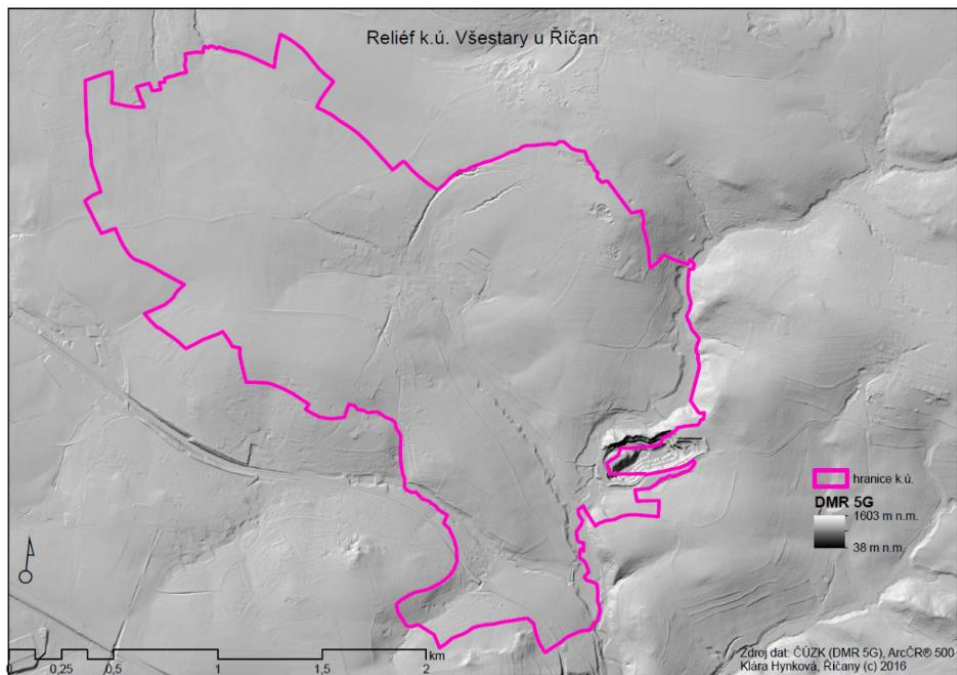 Reliéf k.ú. Všestary u Říčan
hranice k.ú.
DMR 5G
1603 m n.m.
38 m n.m.
0 0,25 0,5 1 1,5 2 km
Zdroj dat: ČÚZK (DMR 5G), ArcČR® 500
Klára Hynková, Říčany (c) 2016